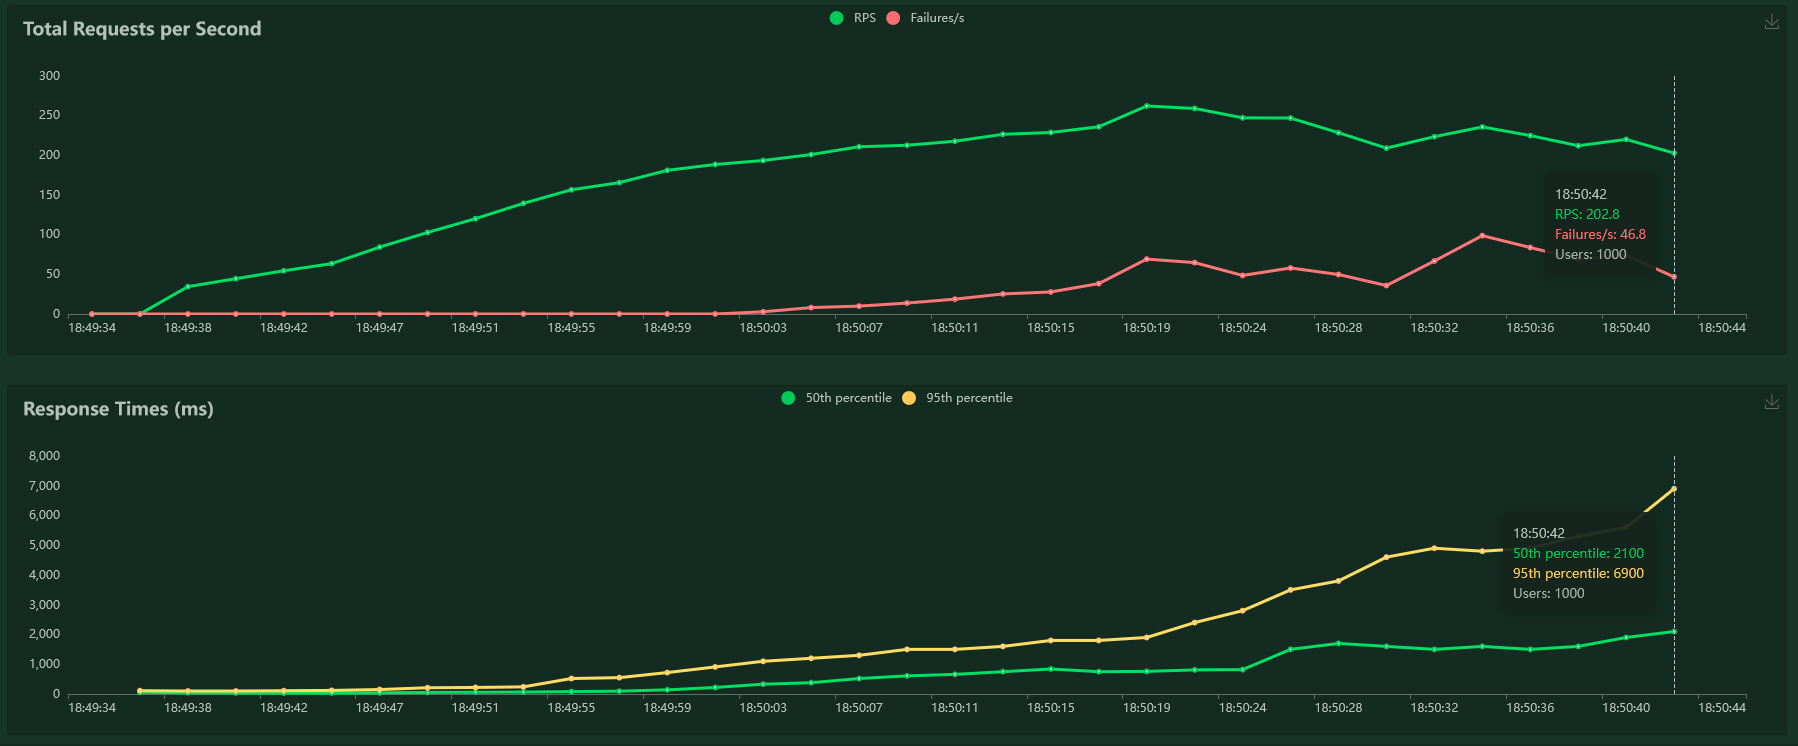 Total Requests per Second
RPS Failures/s
300
250
200
150
100
50
0
18:50:42
RPS: 202.8
Failures/s: 46.8
Users: 1000
18:49:34 18:49:38 18:49:42 18:49:47 18:49:51 18:49:55 18:49:59 18:50:03 18:50:07 18:50:11 18:50:15 18:50:19 18:50:24 18:50:28 18:50:32 18:50:36 18:50:40 18:50:44
Response Times (ms)
50th percentile 95th percentile
8,000
7,000
6,000
5,000
4,000
3,000
2,000
1,000
0
18:50:42
50th percentile: 2100
95th percentile: 6900
Users: 1000
18:49:34 18:49:38 18:49:42 18:49:47 18:49:51 18:49:55 18:49:59 18:50:03 18:50:07 18:50:11 18:50:15 18:50:19 18:50:24 18:50:28 18:50:32 18:50:36 18:50:40 18:50:44